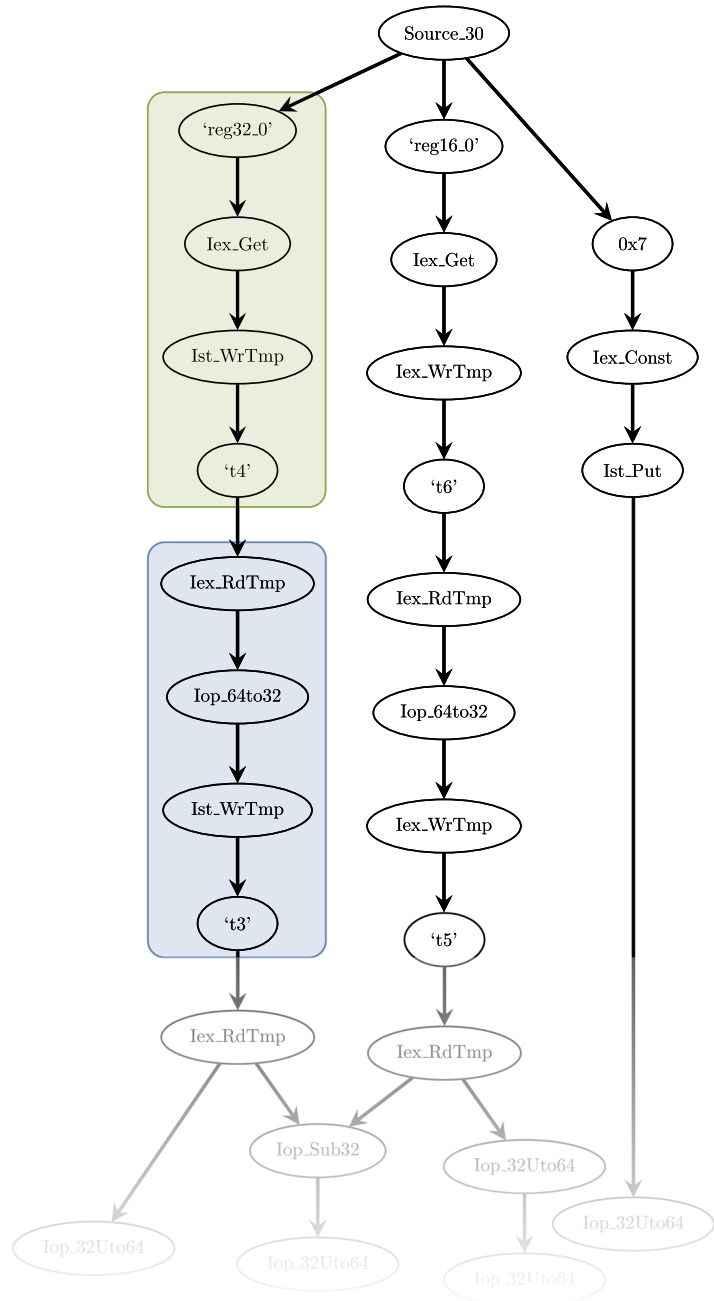 Source_30
‘reg32_0’
‘reg16_0’
Iex_Get
Iex_Get
0x7
Ist_WrTmp
Iex_WrTmp
Iex_Const
‘t4’
‘t6’
Ist_Put
Iex_RdTmp
Iex_RdTmp
Iop_64to32
Iop_64to32
Ist_WrTmp
Iex_WrTmp
‘t3’
‘t5’
Iex_RdTmp
Iex_RdTmp
Iop_Sub32
Iop_32Uto64
Iop_32Uto64
Iop_32Uto64
Iop_32Uto64
Iop_32Uto64